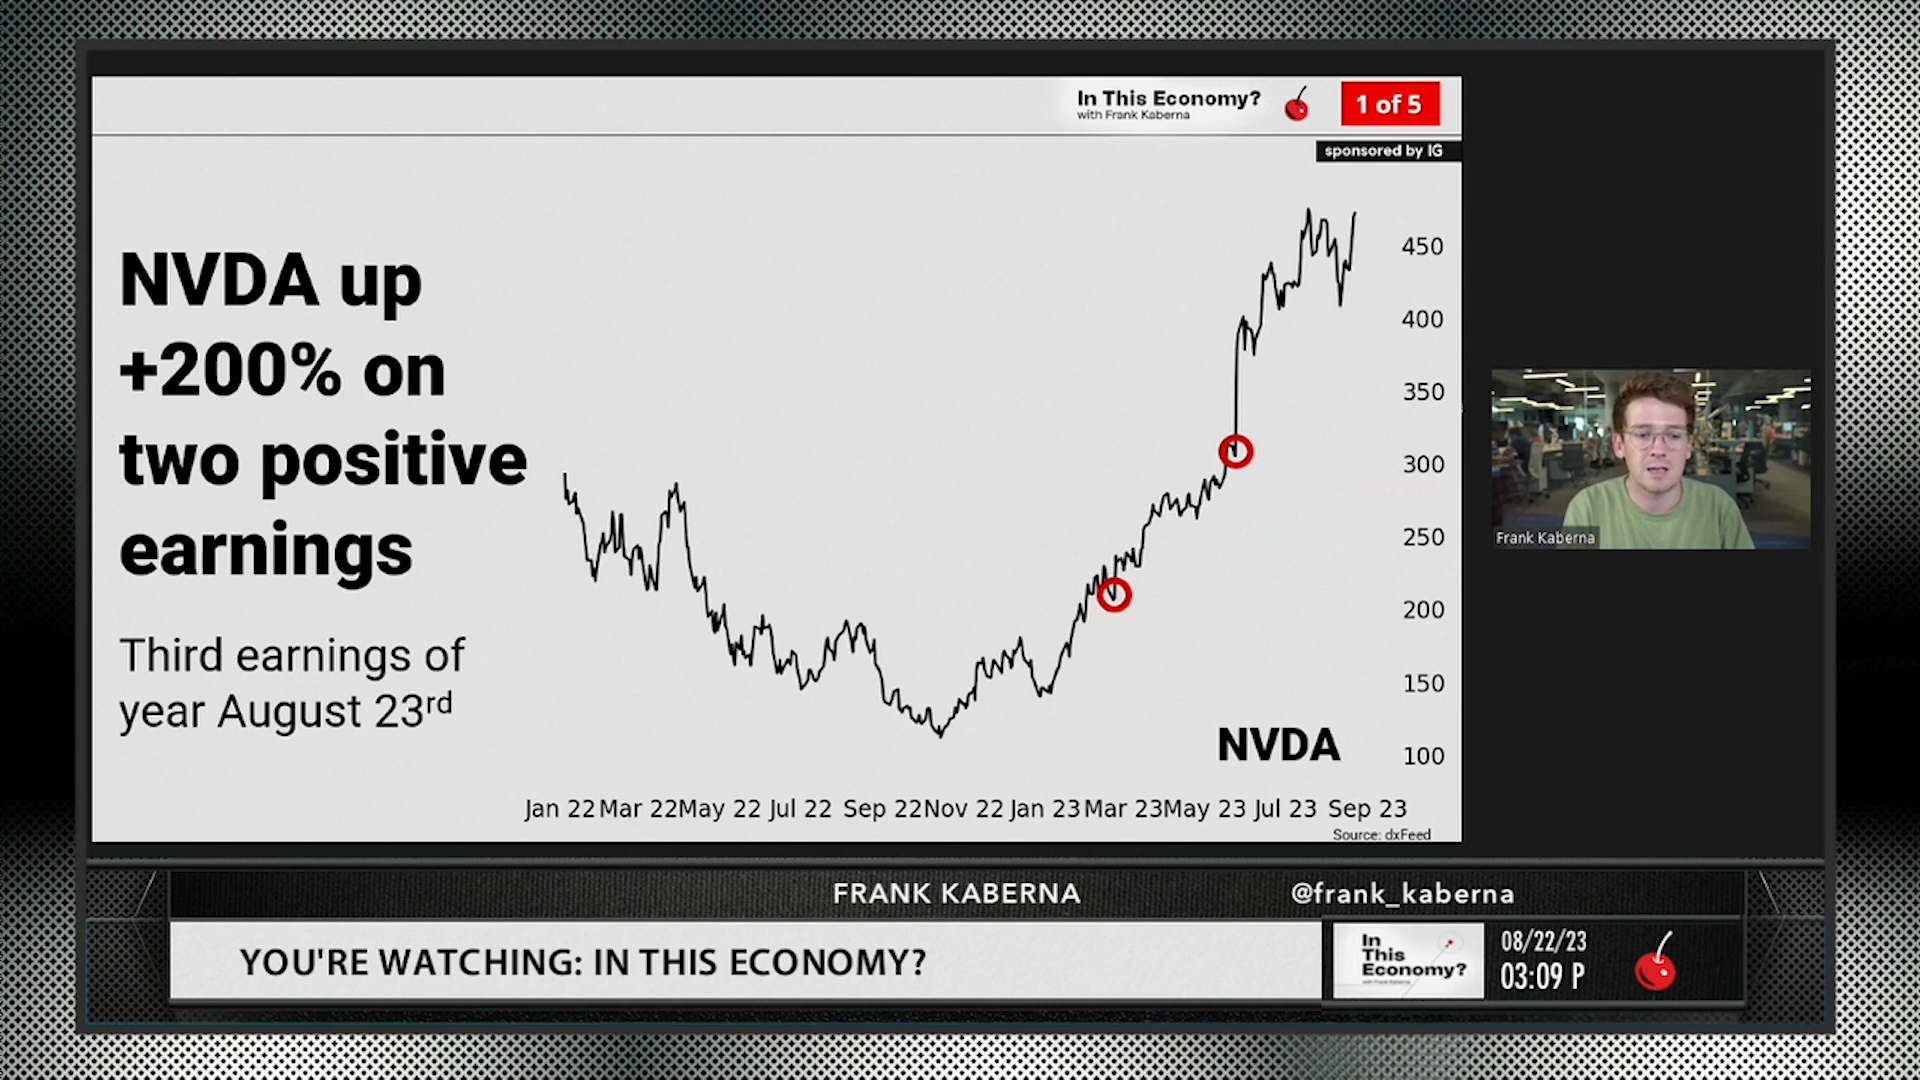 In This Economy?
with Frank Kaberna
1 of 5
sponsored by IG
NVDA up
+200% on
two positive
earnings
Third earnings of
year August 23rd
450
400
350
300
250
200
150
100
NVDA
Jan 22 Mar 22 May 22 Jul 22 Sep 22 Nov 22 Jan 23 Mar 23 May 23 Jul 23 Sep 23
Source: dxFeed
Frank Kaberna
FRANK KABERNA
@frank_kaberna
YOU'RE WATCHING: IN THIS ECONOMY?
In
This
Economy?
with Frank Kaberna
08/22/23
03:09 P